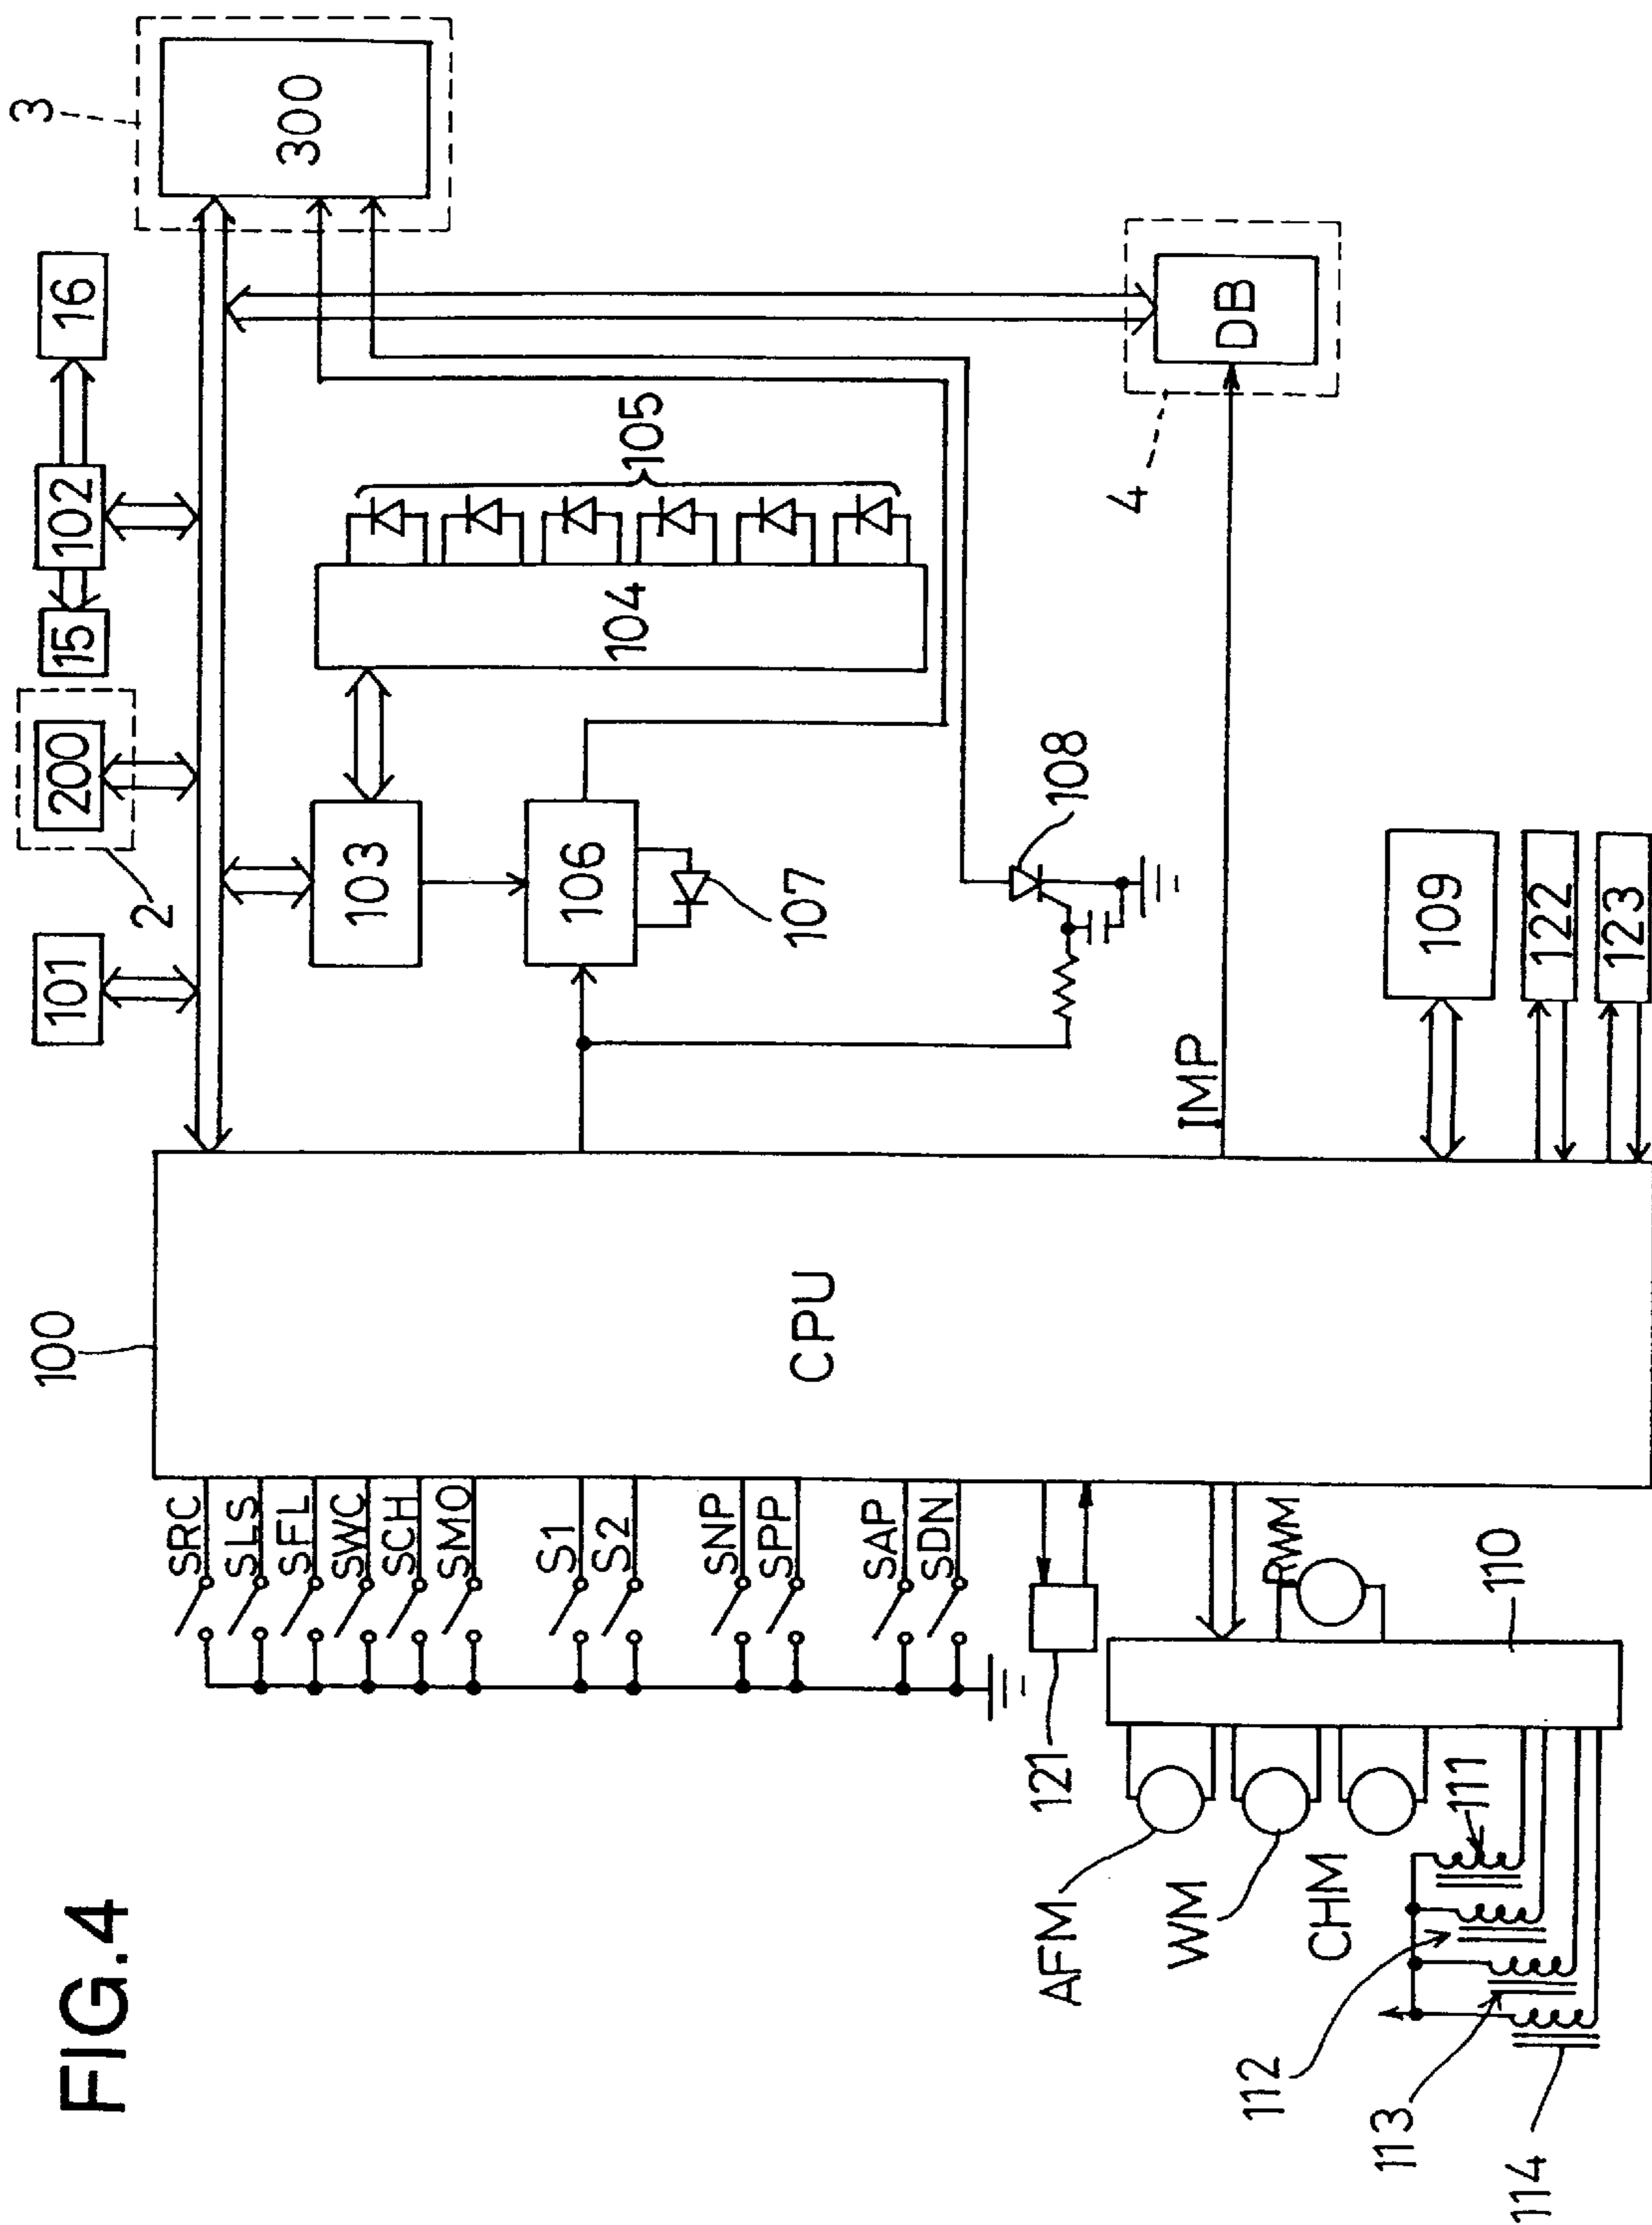 FIG.4
100
CPU
SRC
SLS
SFL
SWC
SCH
SMO
S1
S2
SNP
SPP
SAP
SDN
121
AFM
WM
CHM
RWM
110
111
112
113
114
101
200
2
15
102
16
3
300
103
104
105
106
107
108
IMP
4
DB
109
122
123